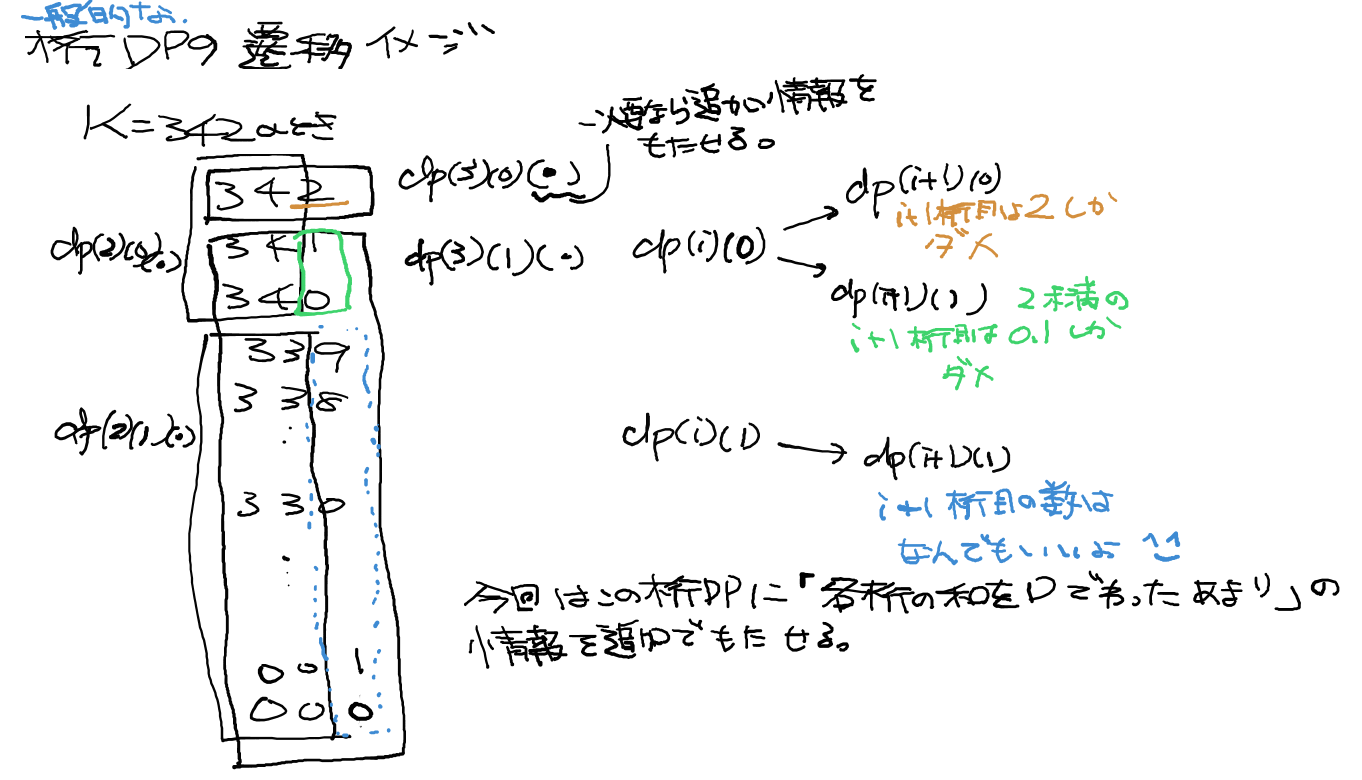 一般的な
桁DPの遷移イメージ
K=342のとき
必要なら追加の情報を
もたせる。
342
dp(3)(0)(・)
341
340
dp(2)(0)(・)
dp(3)(1)(・)
339
338
・
330
・
・
001
000
dp(2)(1)(・)
dp(i)(0)
dp(i+1)(0)
i+1桁目は2しか
ダメ
dp(i+1)(1)
2未満の
i+1桁目は0,1しか
ダメ
dp(i)(1)
dp(i+1)(1)
i+1桁目の数は
なんでもいいよ ^^
今回はこの桁DPに「各桁の和をDでわったあまり」の
情報を追加でもたせる。